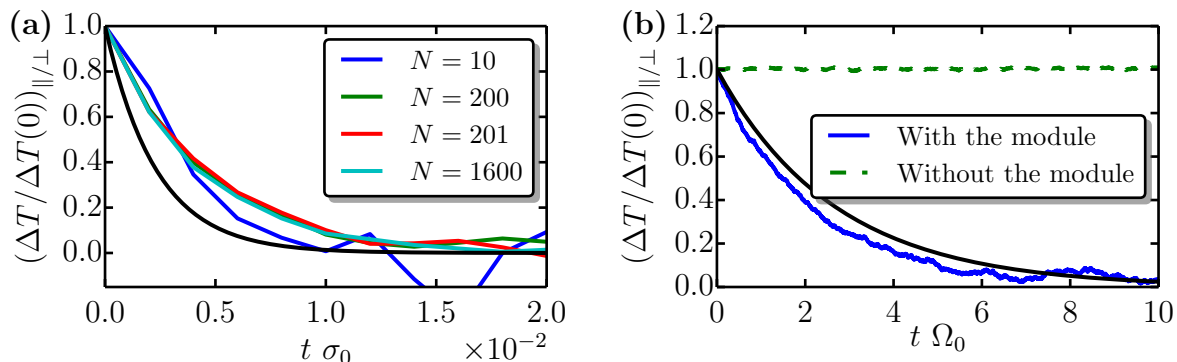 (a)
(ΔT/ΔT(0))∥/⊥
1.0
0.8
0.6
0.4
0.2
0.0
N = 10
N = 200
N = 201
N = 1600
0.0 0.5 1.0 1.5 2.0
t σ₀ ×10⁻²
(b)
(ΔT/ΔT(0))∥/⊥
1.2
1.0
0.8
0.6
0.4
0.2
0.0
With the module
Without the module
0 2 4 6 8 10
t Ω₀